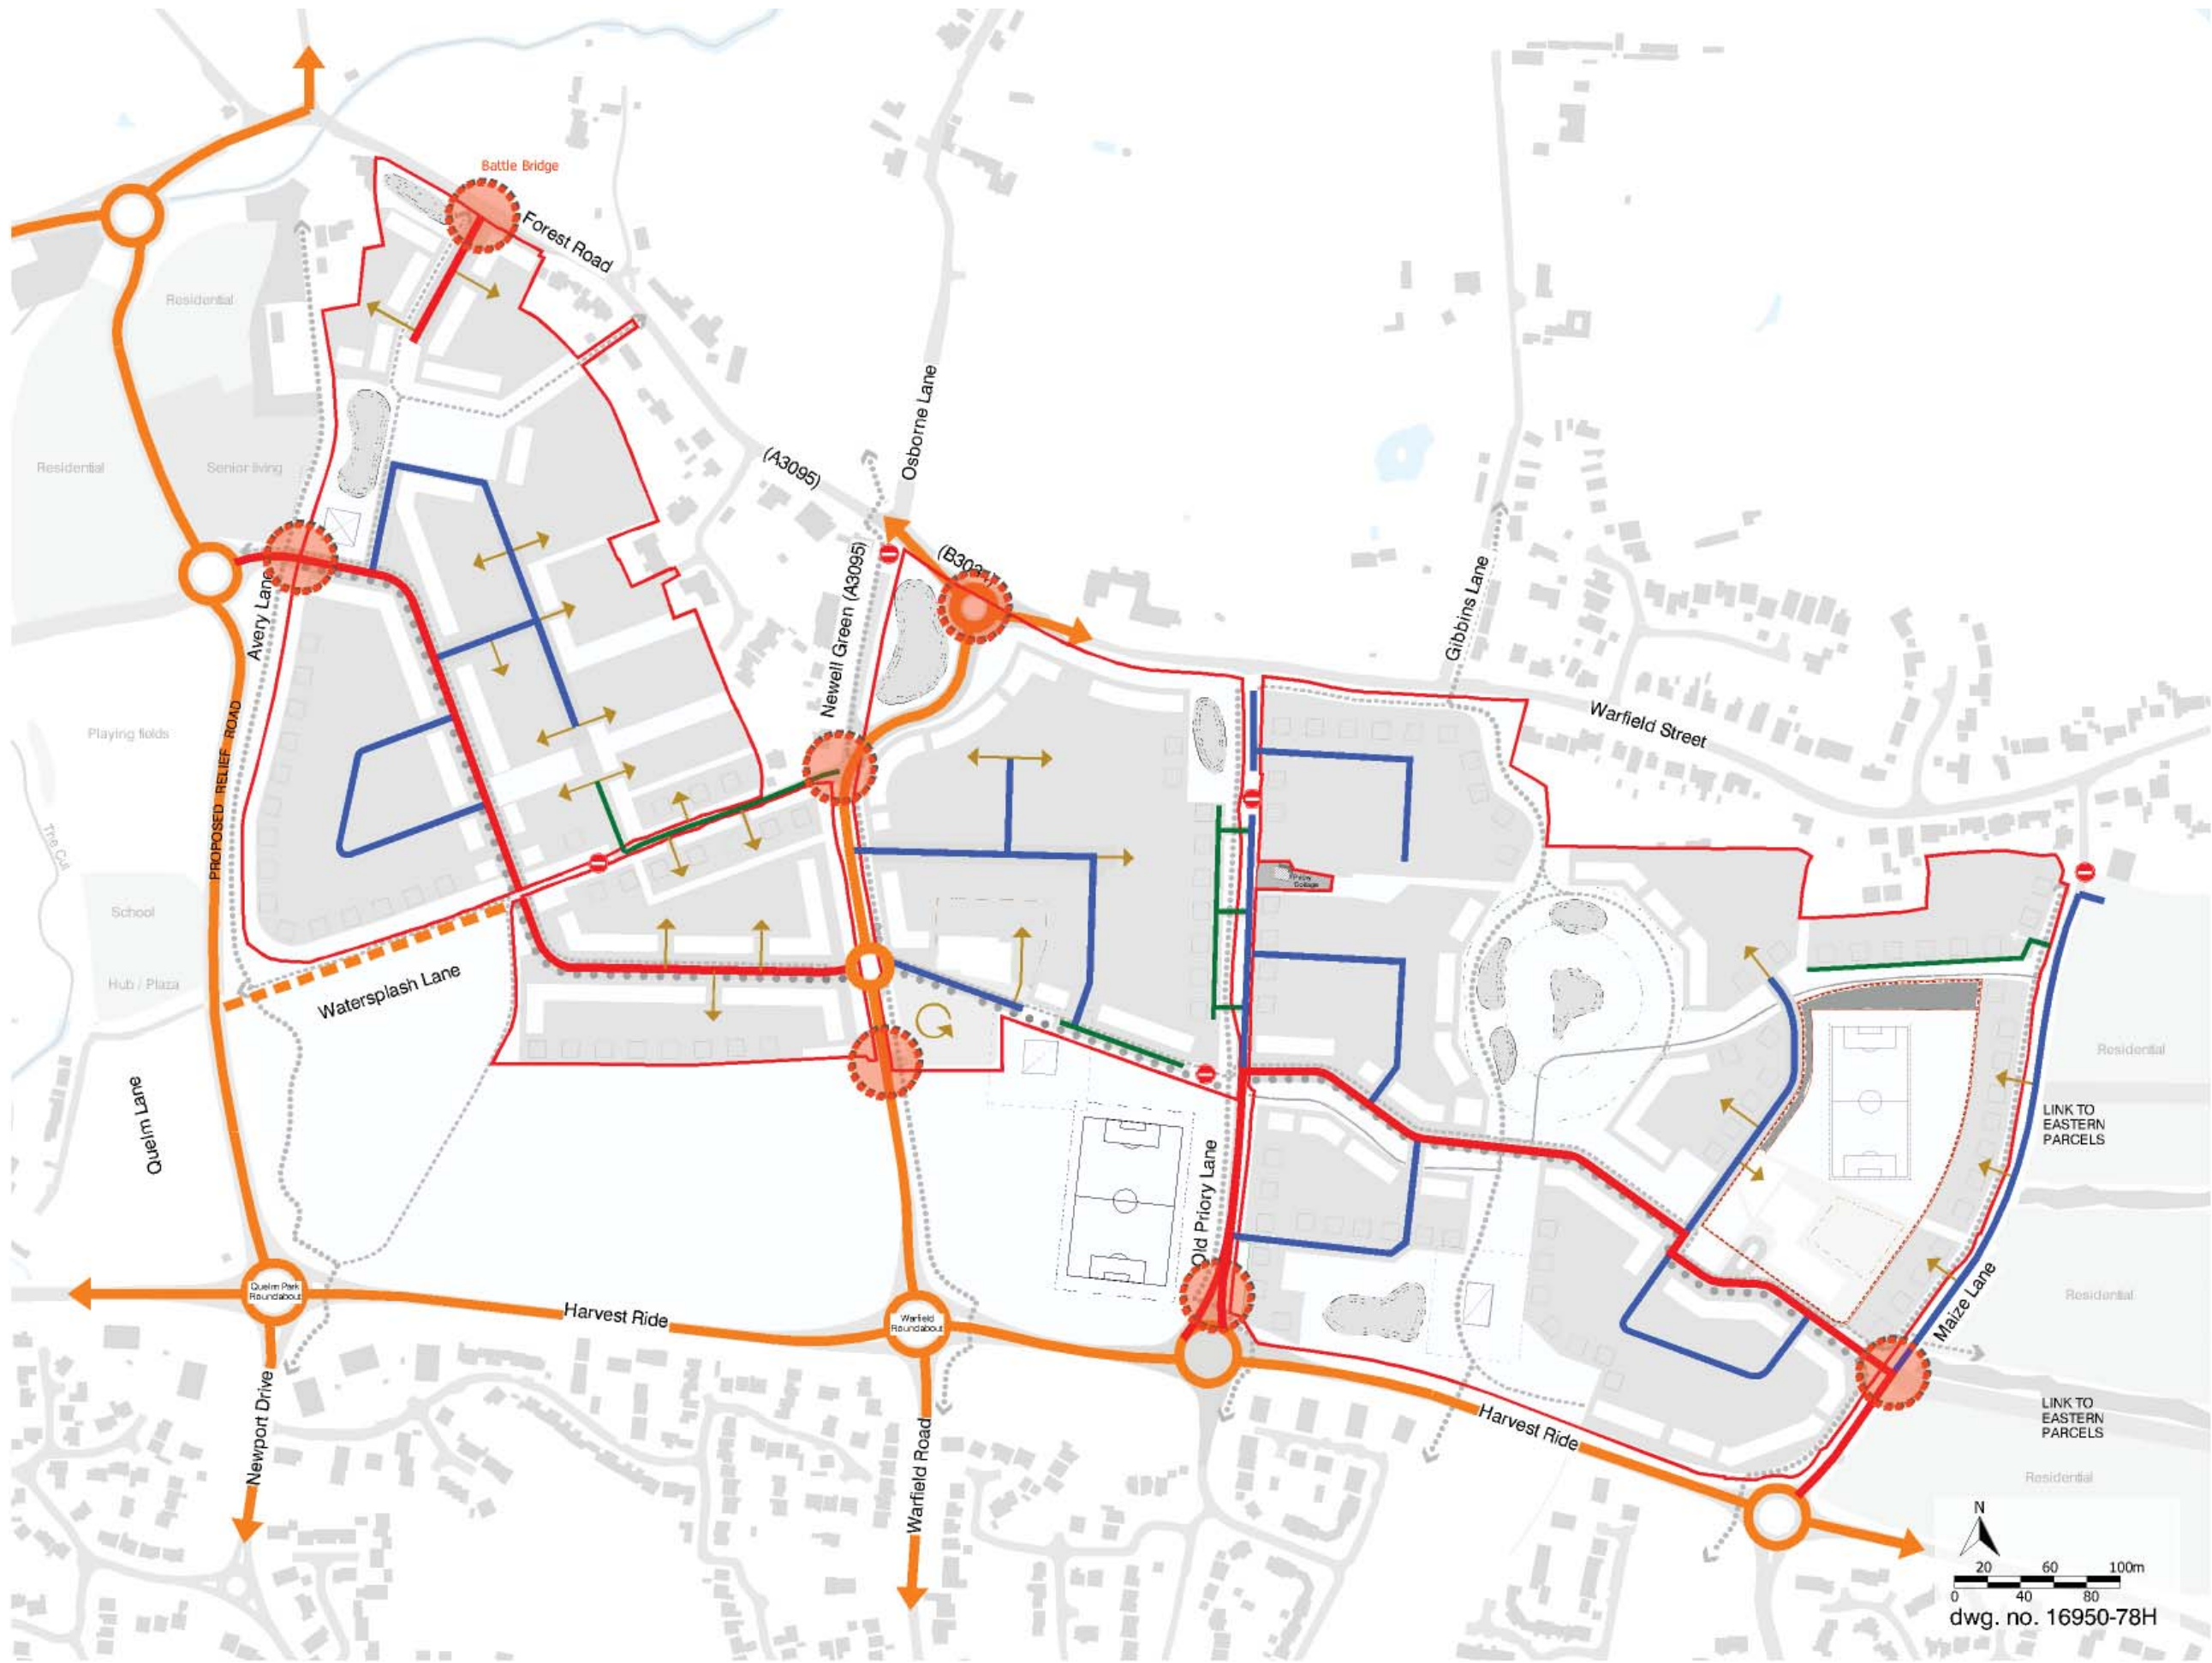 Battle Bridge
Forest Road
Residential
Residential
Senior living
(A3095)
Osborne Lane
Newell Green (A3095)
Gibbins Lane
Avery Lane
Warfield Street
PROPOSED RELIEF ROAD
Playing fields
The Cut
School
Hub / Plaza
Watersplash Lane
Quelm Lane
Priory
Cottage
Old Priory Lane
Residential
LINK TO
EASTERN
PARCELS
Residential
Maize Lane
Quelm Park
Roundabout
Harvest Ride
Warfield
Roundabout
Newport Drive
Warfield Road
Harvest Ride
LINK TO
EASTERN
PARCELS
Residential
N
20 60 100m
0 40 80
dwg. no. 16950-78H